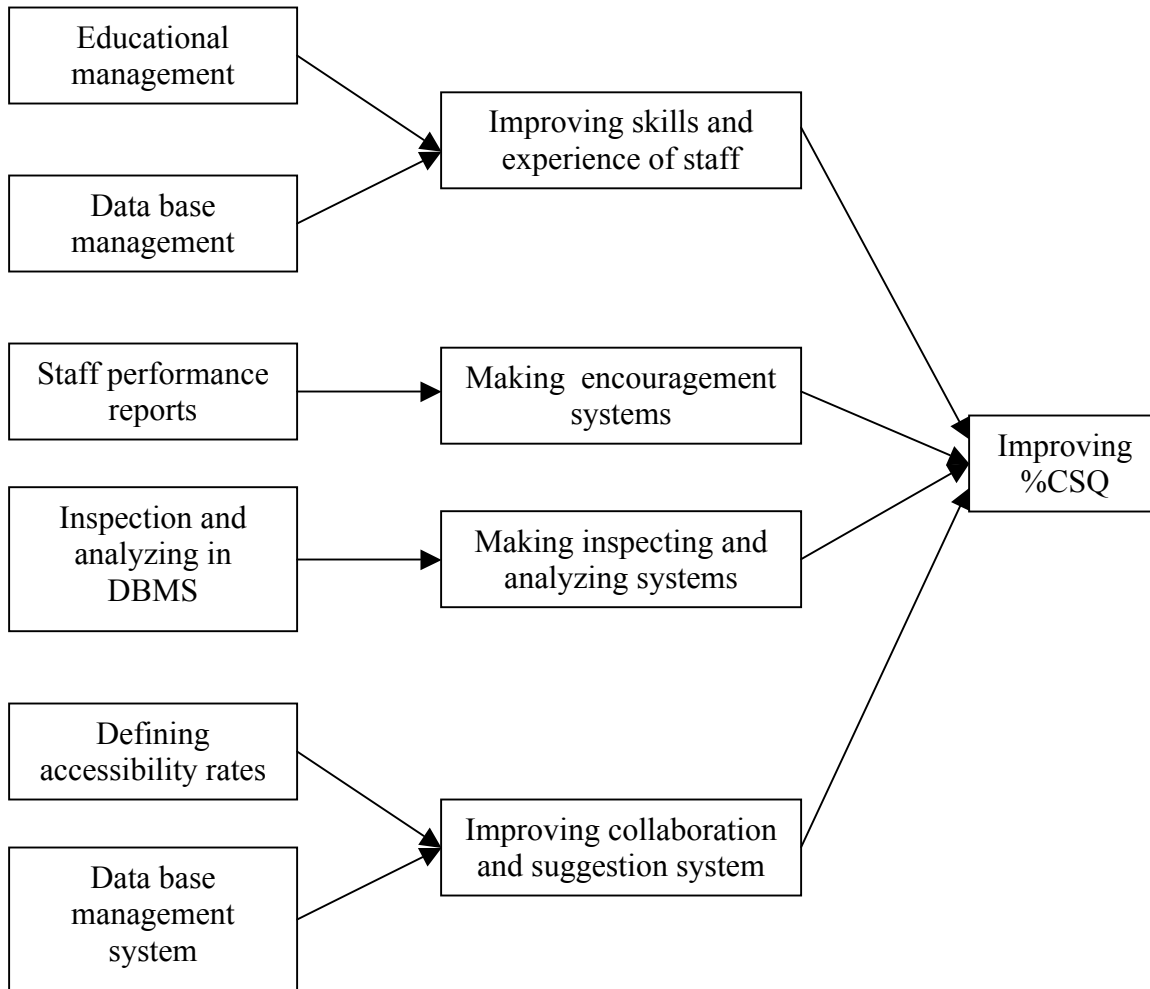 Educational
management
Improving skills and
experience of staff
Data base
management
Staff performance
reports
Making encouragement
systems
Improving
%CSQ
Inspection and
analyzing in
DBMS
Making inspecting and
analyzing systems
Defining
accessibility rates
Improving collaboration
and suggestion system
Data base
management
system